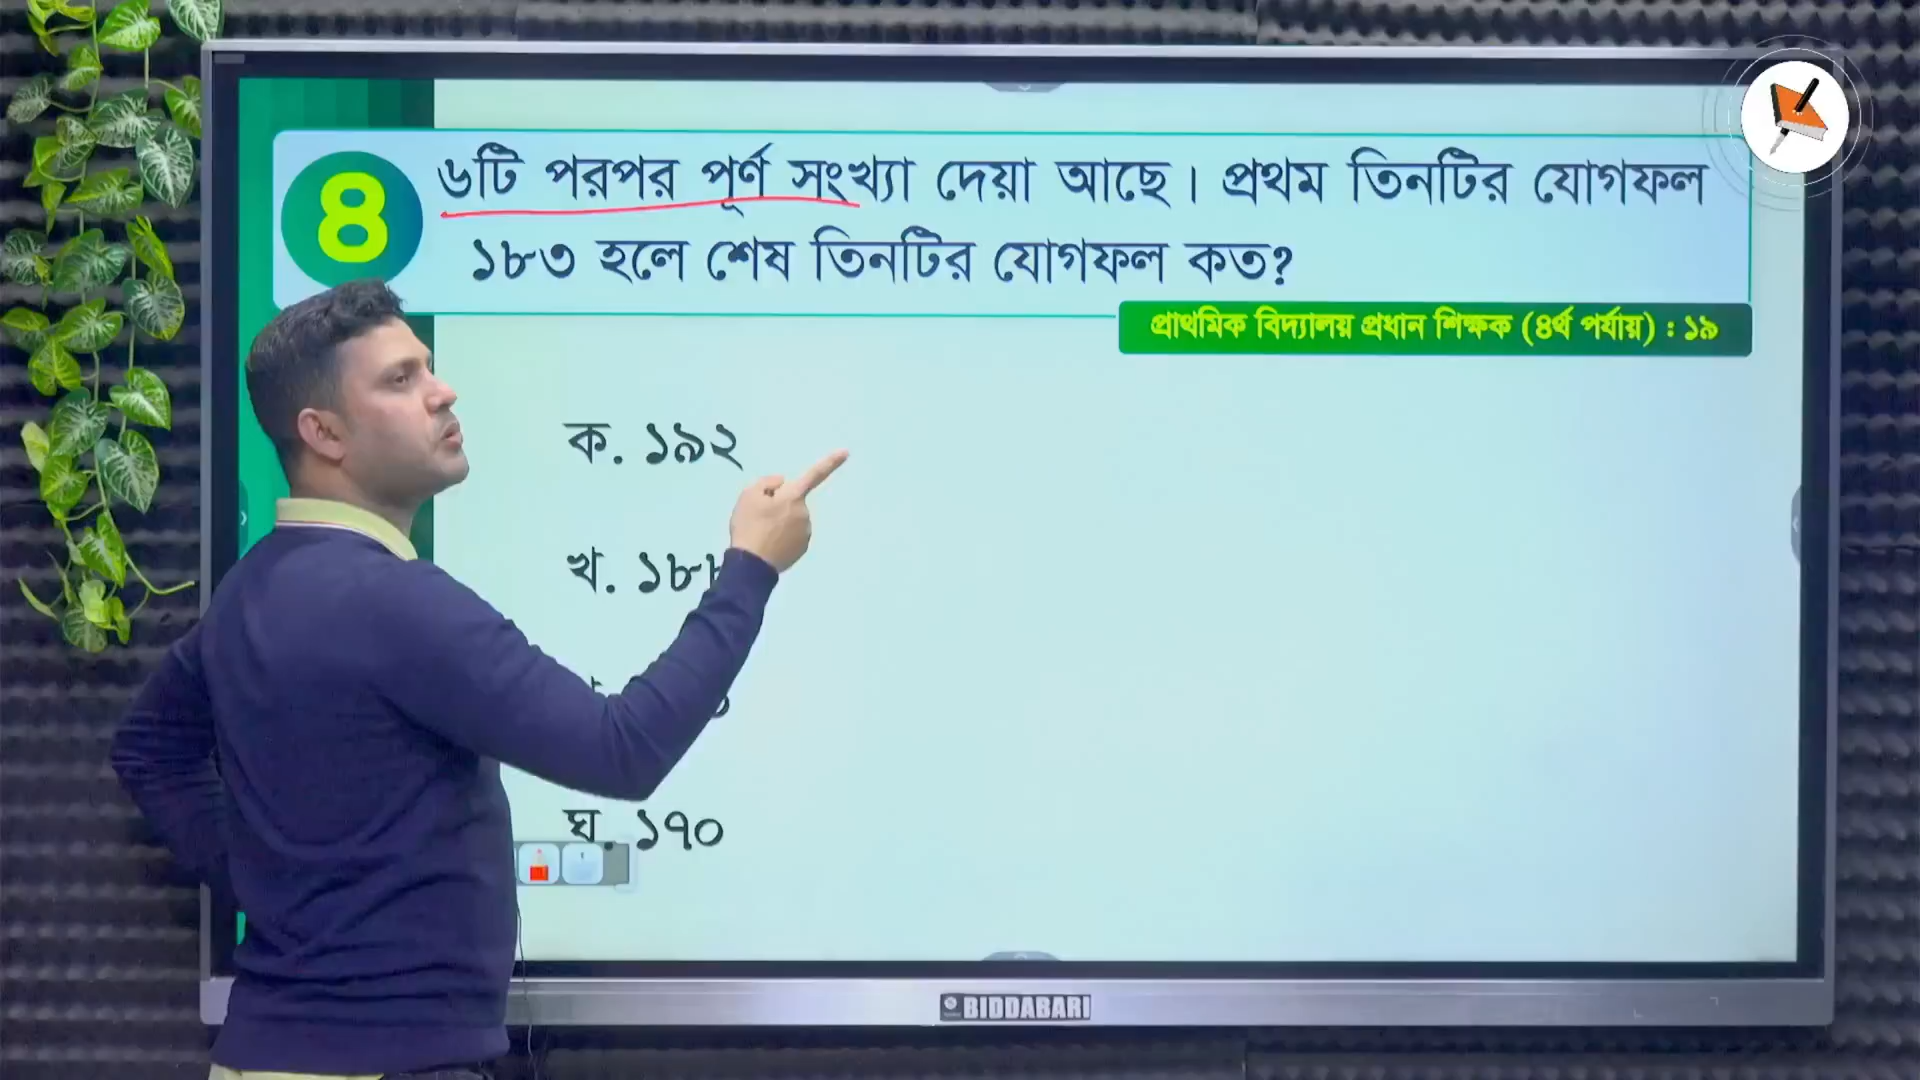 ৪
৬টি পরপর পূর্ণ সংখ্যা দেয়া আছে। প্রথম তিনটির যোগফল
১৮৩ হলে শেষ তিনটির যোগফল কত?
প্রাথমিক বিদ্যালয় প্রধান শিক্ষক (৪র্থ পর্যায়) : ১৯
ক. ১৯২
খ.
ঘ. ১৭০
BIDDABARI